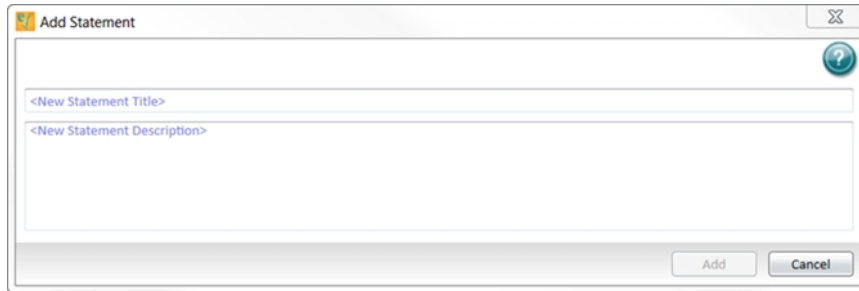 Add Statement
?
<New Statement Title>
<New Statement Description>
Add
Cancel